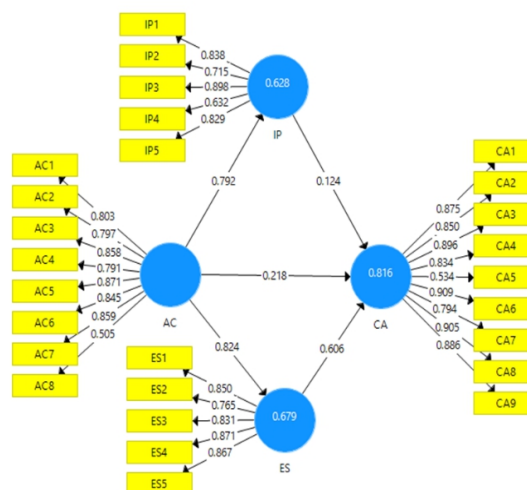 IP1
IP2
IP3
IP4
IP5
0.838
0.715
0.898
0.632
0.829
0.628
IP
AC1
AC2
AC3
AC4
AC5
AC6
AC7
AC8
0.803
0.797
0.858
0.791
0.871
0.845
0.859
0.505
AC
0.792
0.124
0.218
0.824
0.606
ES1
ES2
ES3
ES4
ES5
0.850
0.765
0.831
0.871
0.867
0.679
ES
0.816
CA
0.875
0.850
0.896
0.834
0.534
0.909
0.794
0.905
0.886
CA1
CA2
CA3
CA4
CA5
CA6
CA7
CA8
CA9